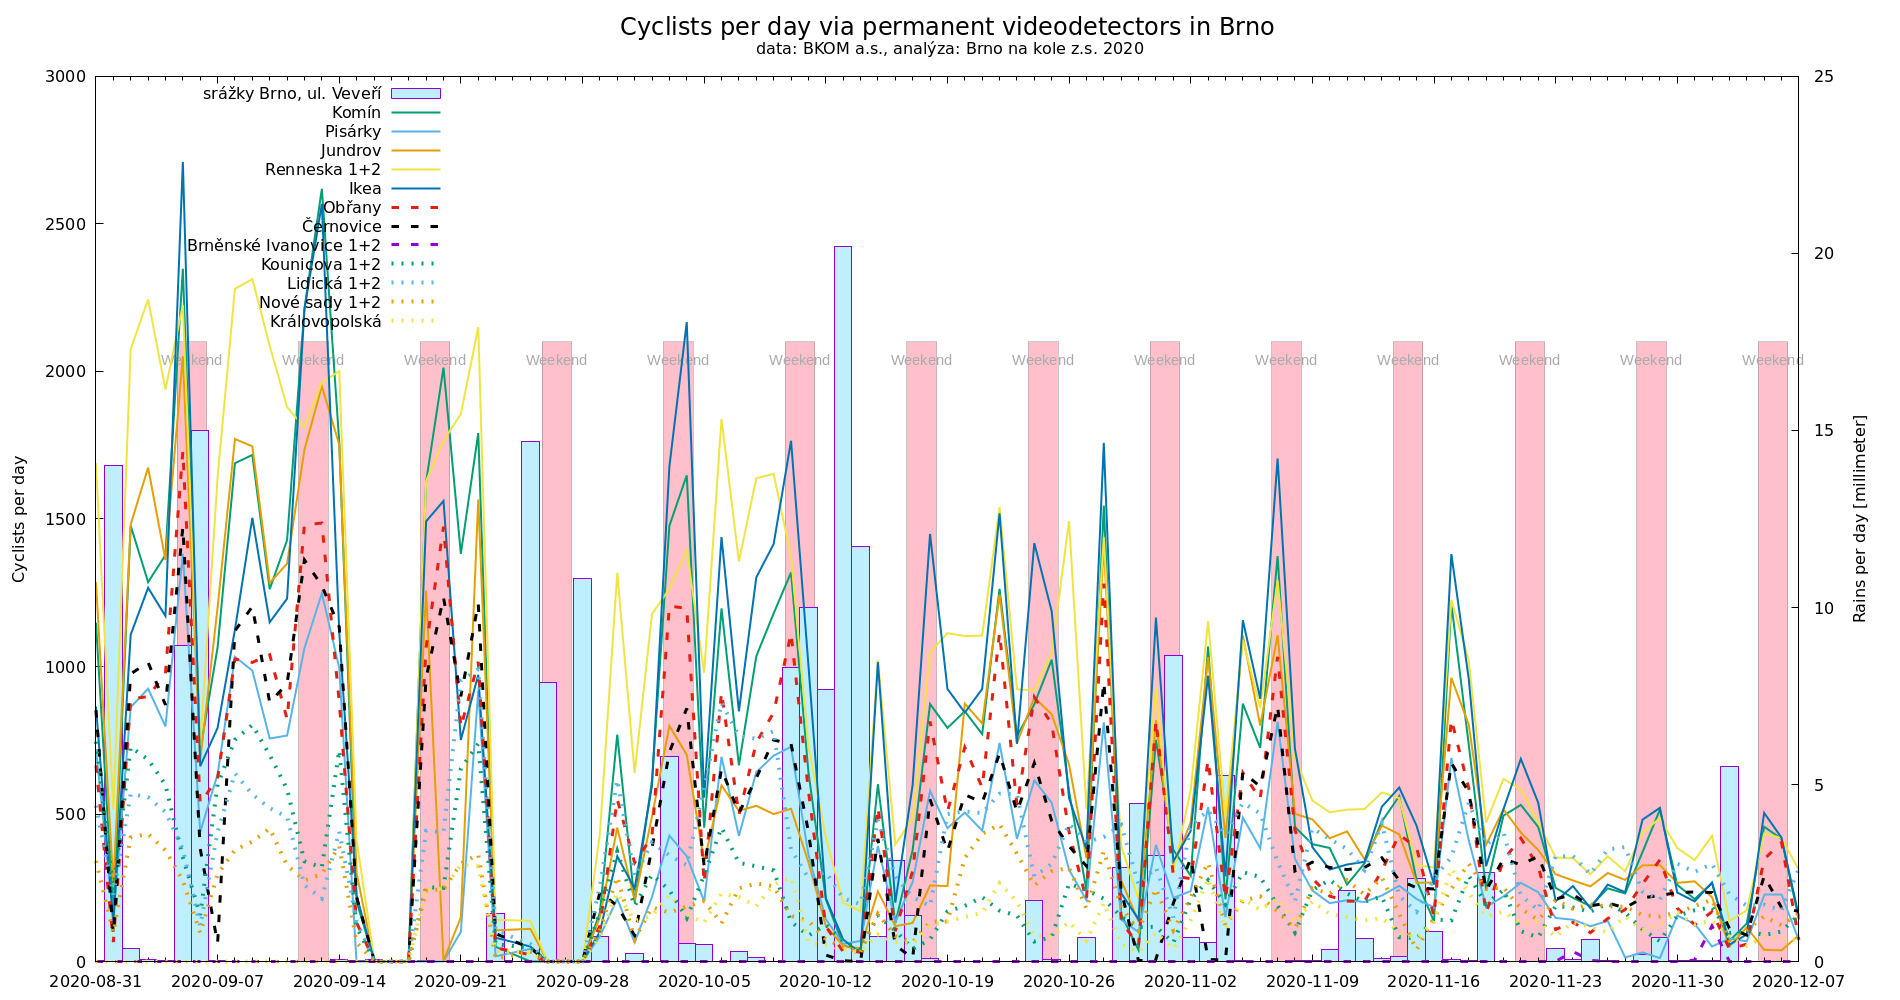 Cyclists per day via permanent videodetectors in Brno
data: BKOM a.s., analýza: Brno na kole z.s. 2020
3000
2500
2000
1500
1000
500
0
Cyclists per day
srážky Brno, ul. Veveří
Komín
Pisárky
Jundrov
Renneska 1+2
Ikea
Obřany
Černovice
Brněnské Ivanovice 1+2
Kounicova 1+2
Lidická 1+2
Nové sady 1+2
Královopolská
Weekend Weekend Weekend Weekend Weekend Weekend Weekend Weekend Weekend Weekend Weekend Weekend Weekend Weekend
25
20
15
10
5
0
Rains per day [millimeter]
2020-08-31 2020-09-07 2020-09-14 2020-09-21 2020-09-28 2020-10-05 2020-10-12 2020-10-19 2020-10-26 2020-11-02 2020-11-09 2020-11-16 2020-11-23 2020-11-30 2020-12-07